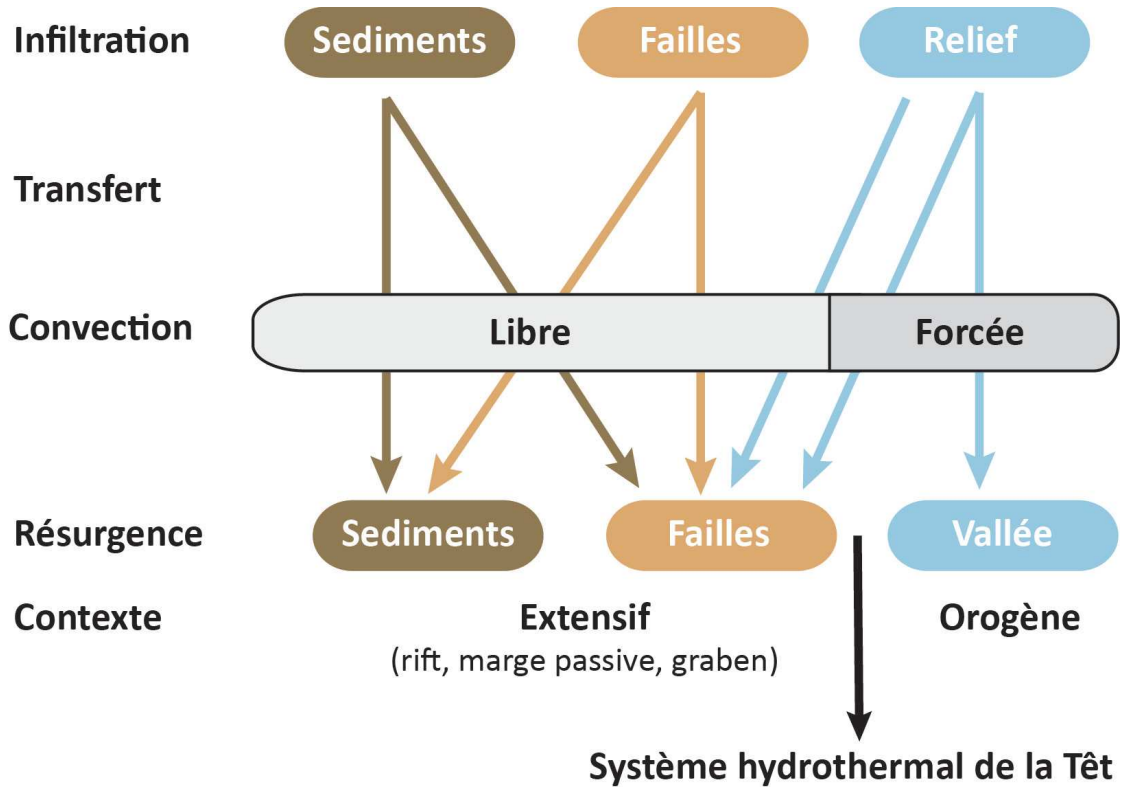 Infiltration
Sediments
Failles
Relief
Transfert
Convection
Libre
Forcée
Résurgence
Sediments
Failles
Vallée
Contexte
Extensif
Orogène
(rift, marge passive, graben)
Système hydrothermal de la Têt